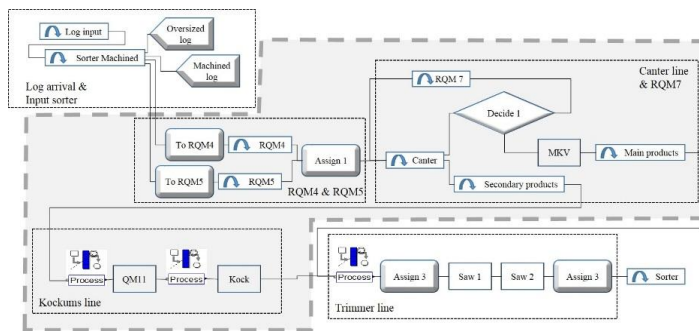 Log input
Oversized
log
Sorter Machined
Machined
log
Log arrival &
Input sorter
Canter line
& RQM7
RQM 7
Decide 1
To RQM4
RQM4
Assign 1
MKV
Main products
Canter
To RQM5
RQM5
Secondary products
RQM4 & RQM5
Process
QM11
Process
Kock
Kockums line
Process
Assign 3
Saw 1
Saw 2
Assign 3
Sorter
Trimmer line